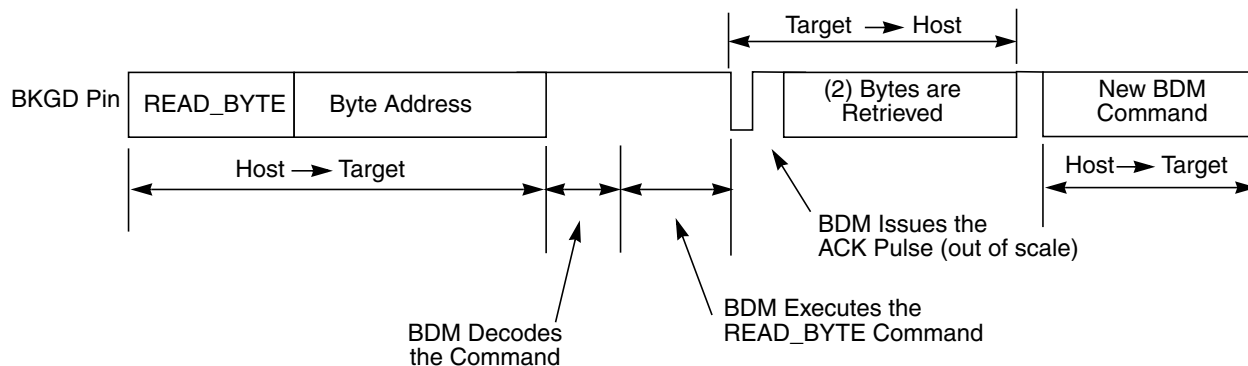 Target → Host
BKGD Pin
READ_BYTE
Byte Address
(2) Bytes are
Retrieved
New BDM
Command
Host → Target
Host → Target
BDM Issues the
ACK Pulse (out of scale)
BDM Executes the
READ_BYTE Command
BDM Decodes
the Command